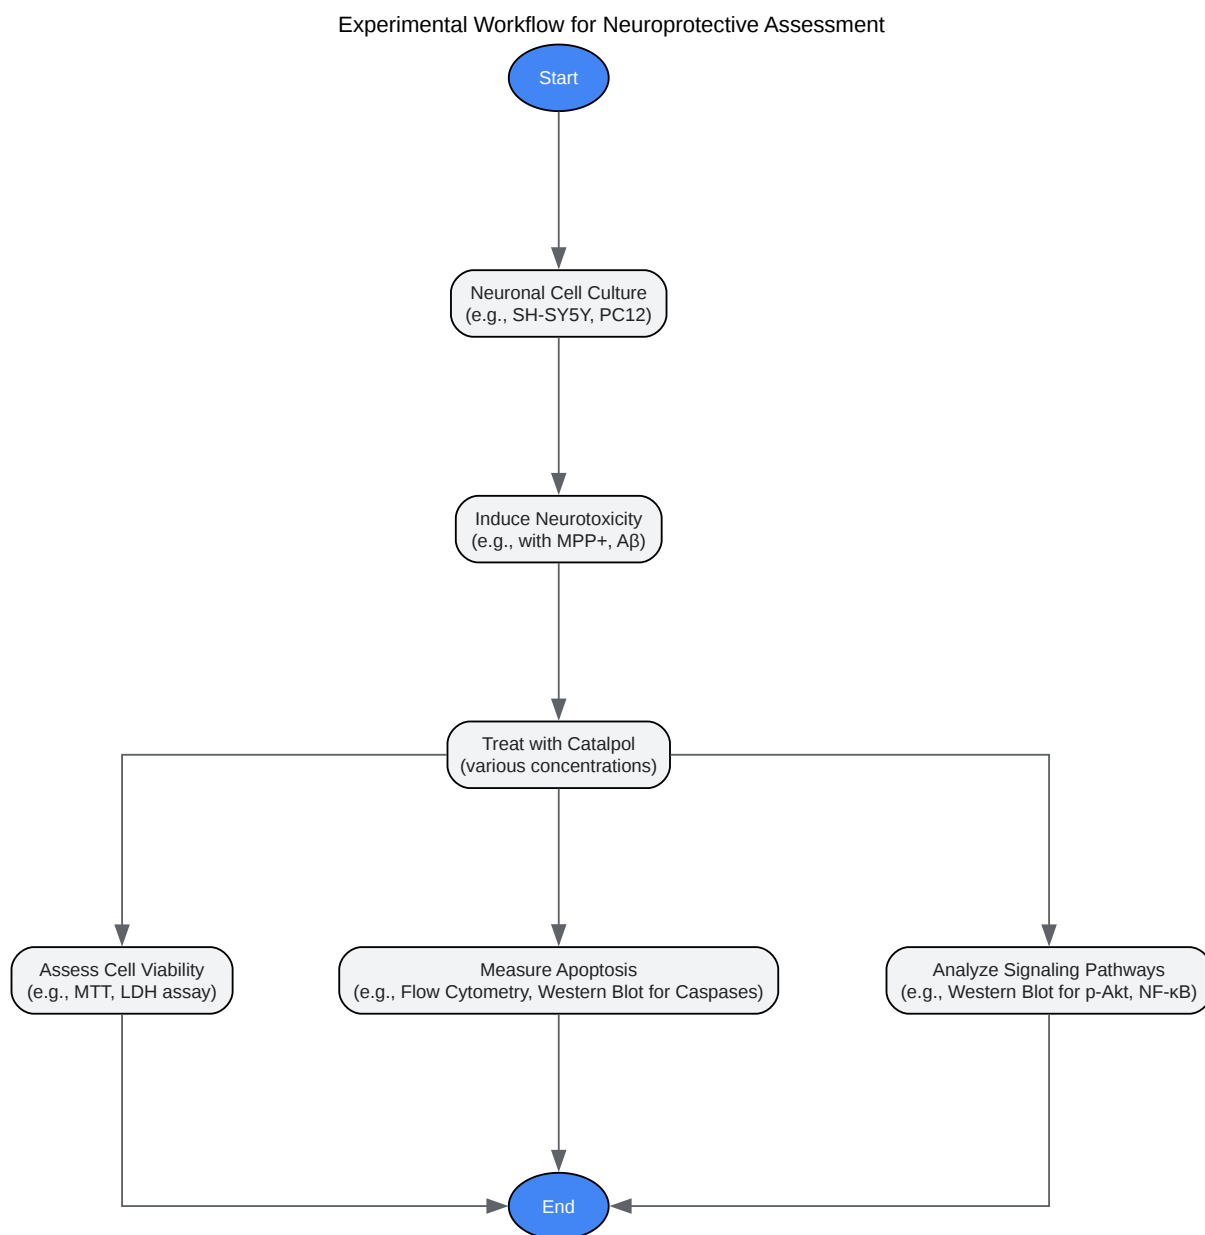 Experimental Workflow for Neuroprotective Assessment
Start
Neuronal Cell Culture
(e.g., SH-SY5Y, PC12)
Induce Neurotoxicity
(e.g., with MPP+, Aβ)
Treat with Catalpol
(various concentrations)
Assess Cell Viability
(e.g., MTT, LDH assay)
Measure Apoptosis
(e.g., Flow Cytometry, Western Blot for Caspases)
Analyze Signaling Pathways
(e.g., Western Blot for p-Akt, NF-κB)
End